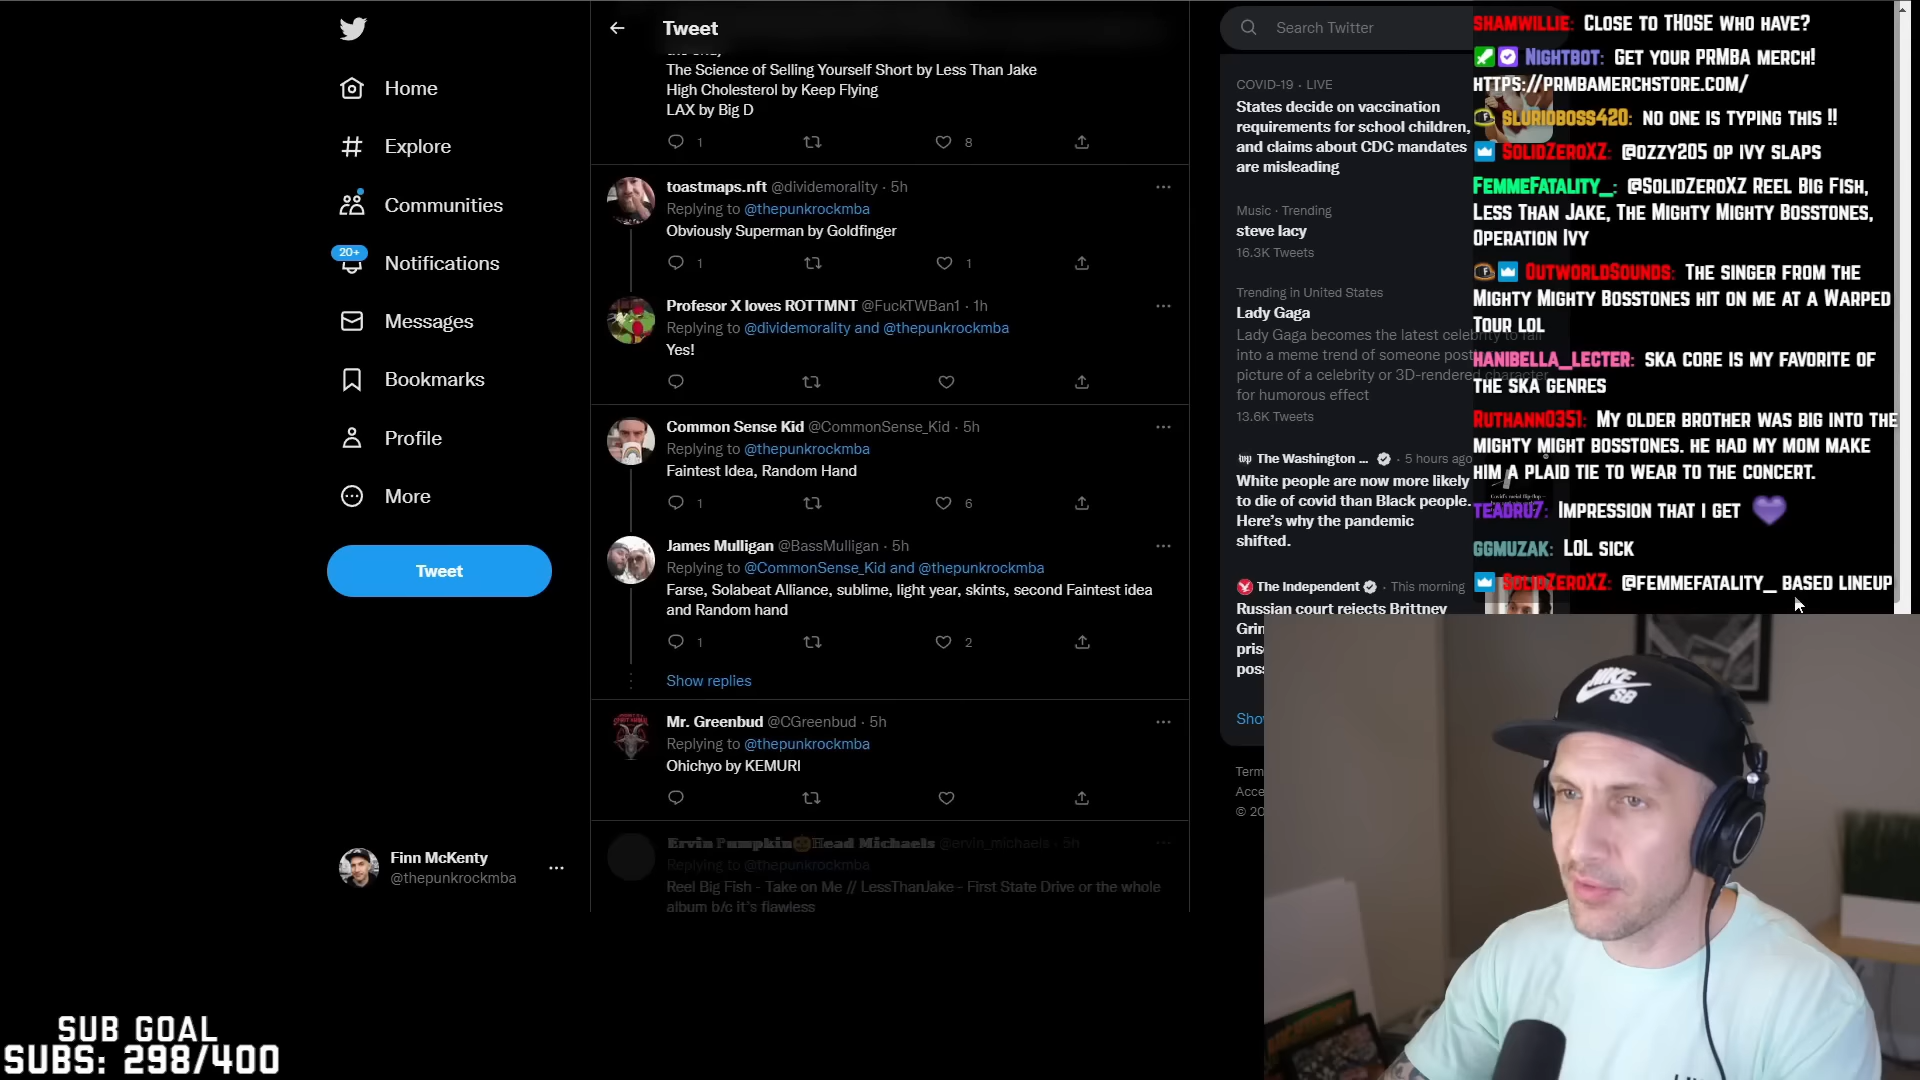 Home
Explore
Communities
20+
Notifications
Messages
Bookmarks
Profile
More
Tweet
Finn McKenty
@thepunkrockmba
SUB GOAL
SUBS: 298/400
Tweet
The Science of Selling Yourself Short by Less Than Jake
High Cholesterol by Keep Flying
LAX by Big D
1 8
toastmaps.nft @dividemorality · 5h
Replying to @thepunkrockmba
Obviously Superman by Goldfinger
1 1
Profesor X loves ROTTMNT @FuckTWBan1 · 1h
Replying to @dividemorality and @thepunkrockmba
Yes!
Common Sense Kid @CommonSense_Kid · 5h
Replying to @thepunkrockmba
Faintest Idea, Random Hand
1 6
James Mulligan @BassMulligan · 5h
Replying to @CommonSense_Kid and @thepunkrockmba
Farse, Solabeat Alliance, sublime, light year, skints, second Faintest idea
and Random hand
1 2
Show replies
Mr. Greenbud @CGreenbud · 5h
Replying to @thepunkrockmba
Ohichyo by KEMURI
Ervin Pumpkin🎃Head Michaels @ervin_michaels · 5h
Replying to @thepunkrockmba
Reel Big Fish - Take on Me // LessThanJake - First State Drive or the whole
album b/c it's flawless
Search Twitter
COVID-19 · LIVE
States decide on vaccination
requirements for school children,
and claims about CDC mandates
are misleading
Music · Trending
steve lacy
16.3K Tweets
Trending in United States
Lady Gaga
Lady Gaga becomes the latest celebrity to fall
into a meme trend of someone posting
picture of a celebrity or 3D-rendered character
for humorous effect
13.6K Tweets
The Washington ... · 5 hours ago
White people are now more likely
to die of covid than Black people.
Here's why the pandemic
shifted.
The Independent · This morning
Russian court rejects Brittney
SHAMWILLIE: CLOSE TO THOSE WHO HAVE?
NIGHTBOT: GET YOUR PRMBA MERCH!
HTTPS://PRMBAMERCHSTORE.COM/
SLURIOBOSS420: NO ONE IS TYPING THIS !!
SOLIDZEROXZ: @OZZY205 OP IVY SLAPS
FEMMEFATALITY_: @SOLIDZEROXZ REEL BIG FISH,
LESS THAN JAKE, THE MIGHTY MIGHTY BOSSTONES,
OPERATION IVY
OUTWORLDSOUNDS: THE SINGER FROM THE
MIGHTY MIGHTY BOSSTONES HIT ON ME AT A WARPED
TOUR LOL
HANIBELLA_LECTER: SKA CORE IS MY FAVORITE OF
THE SKA GENRES
RUTHANN0351: MY OLDER BROTHER WAS BIG INTO THE
MIGHTY MIGHT BOSSTONES. HE HAD MY MOM MAKE
HIM A PLAID TIE TO WEAR TO THE CONCERT.
TEADRU7: IMPRESSION THAT I GET 💜
GGMUZAK: LOL SICK
SOLIDZEROXZ: @FEMMEFATALITY_ BASED LINEUP
NIKE
SB